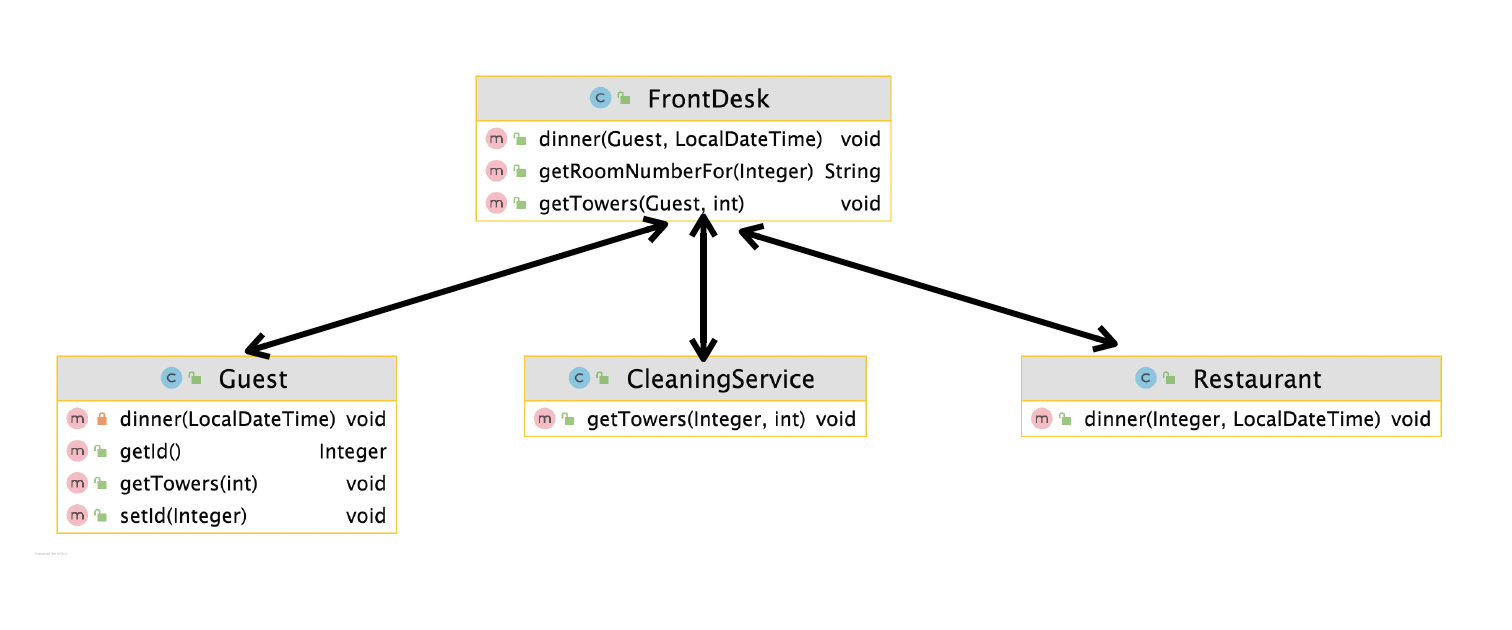 FrontDesk
dinner(Guest, LocalDateTime) void
getRoomNumberFor(Integer) String
getTowers(Guest, int) void
Guest
dinner(LocalDateTime) void
getId() Integer
getTowers(int) void
setId(Integer) void
CleaningService
getTowers(Integer, int) void
Restaurant
dinner(Integer, LocalDateTime) void